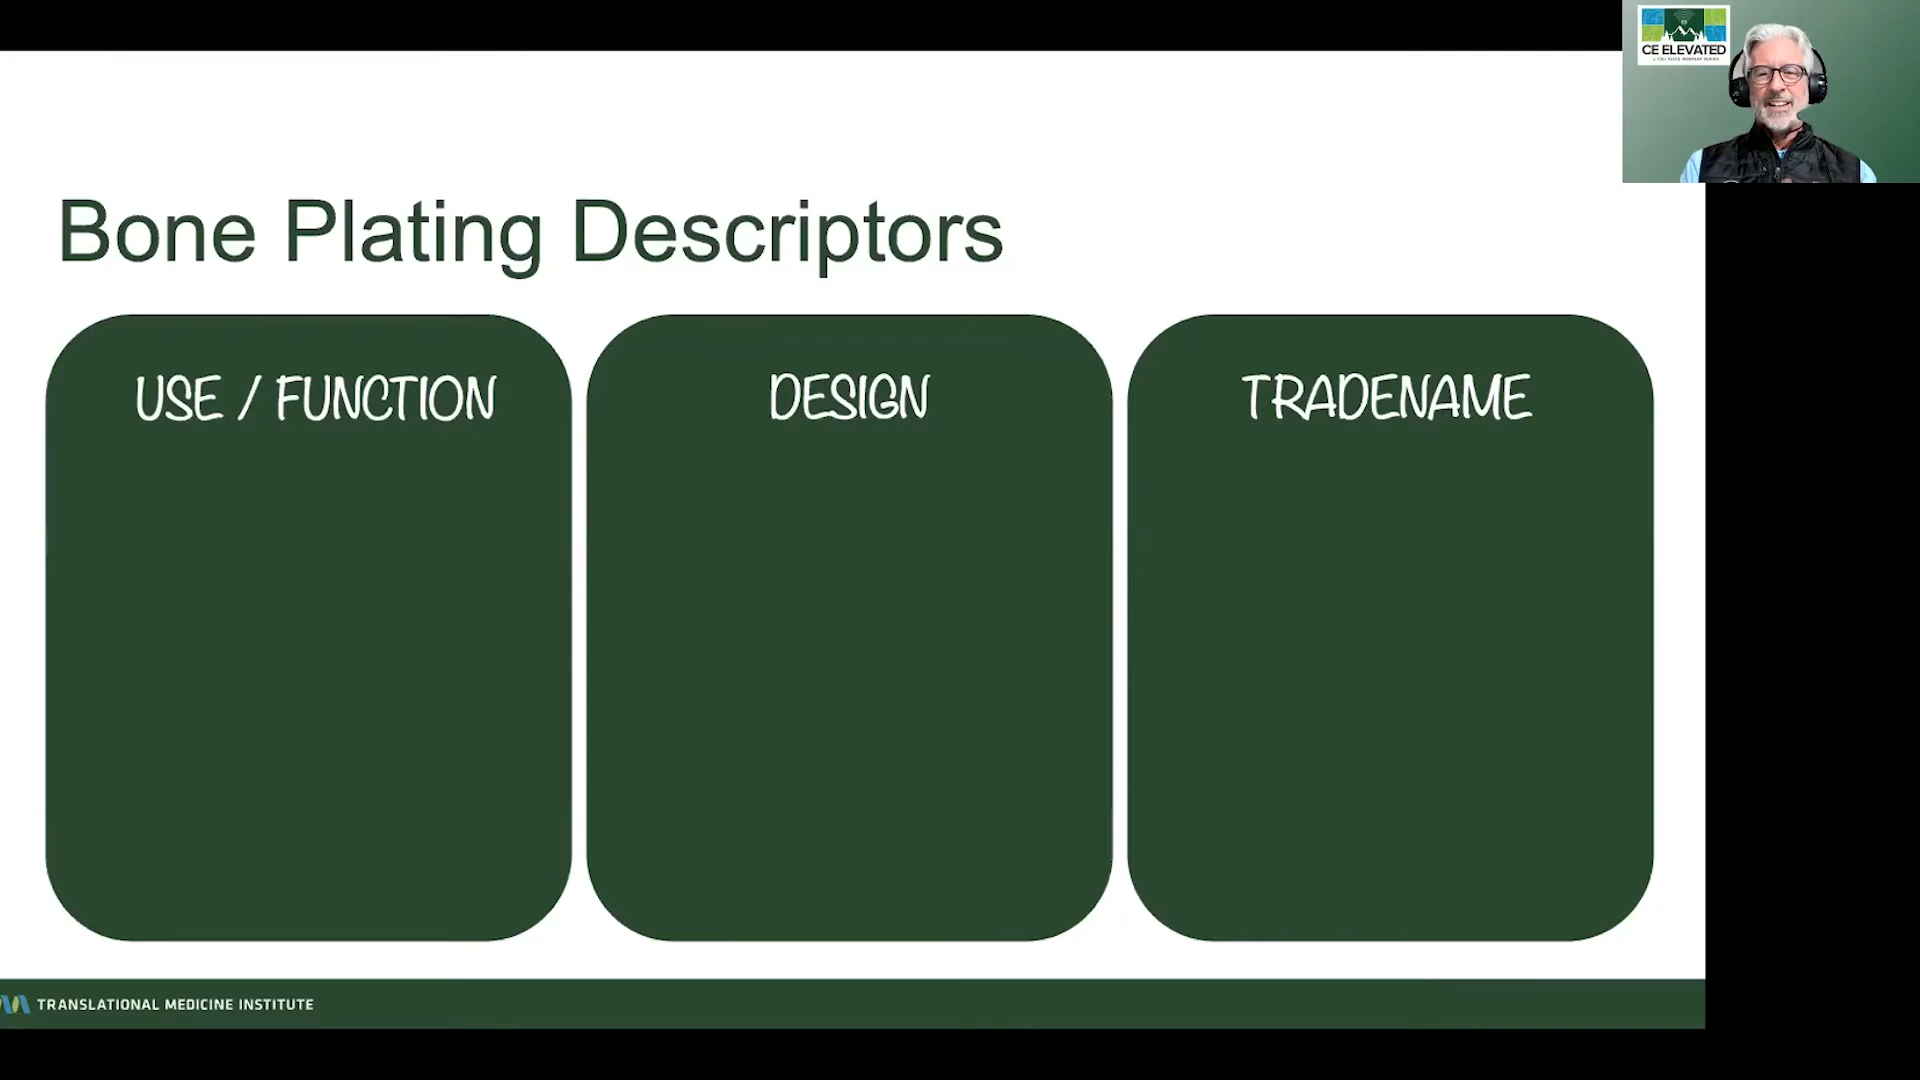 CE ELEVATED
Bone Plating Descriptors
USE / FUNCTION
DESIGN
TRADENAME
TRANSLATIONAL MEDICINE INSTITUTE